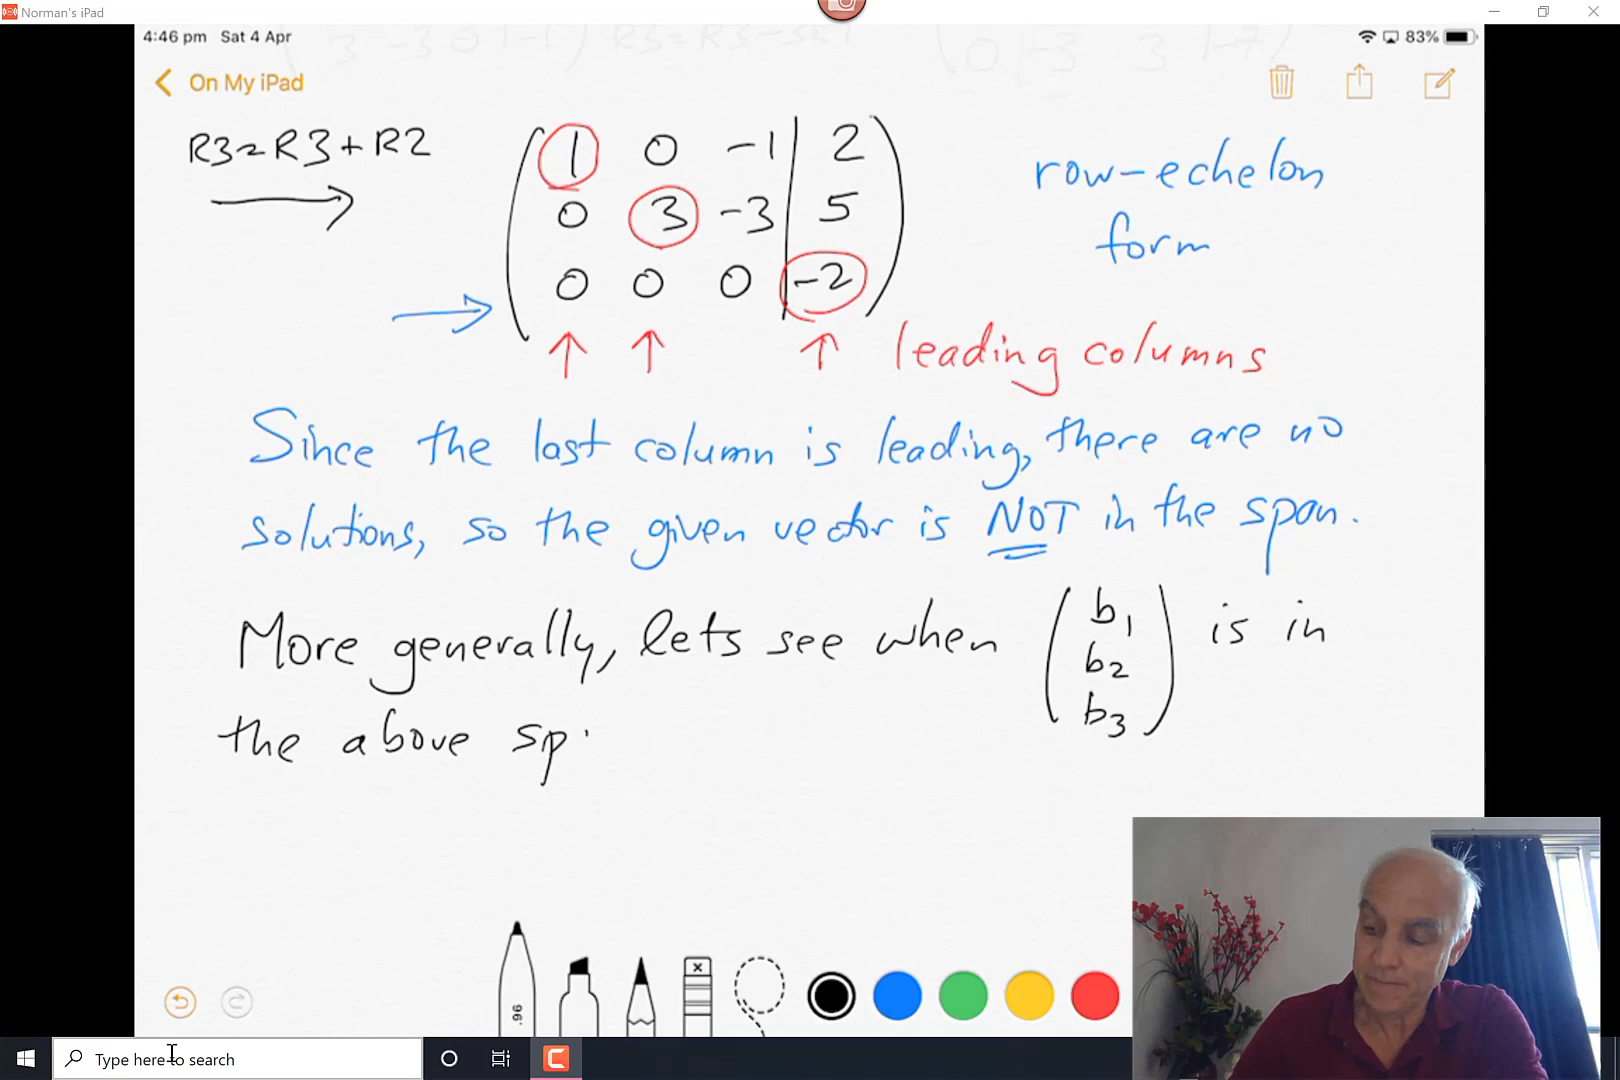 Norman's iPad
4:46 pm Sat 4 Apr 83%
On My iPad
R3=R3+R2
1 0 -1 | 2
0 3 -3 | 5
0 0 0 | -2
row-echelon
form
leading columns
Since the last column is leading, there are no
solutions, so the given vector is NOT in the span.
More generally, lets see when (b1 b2 b3) is in
the above sp
.96
Type here to search